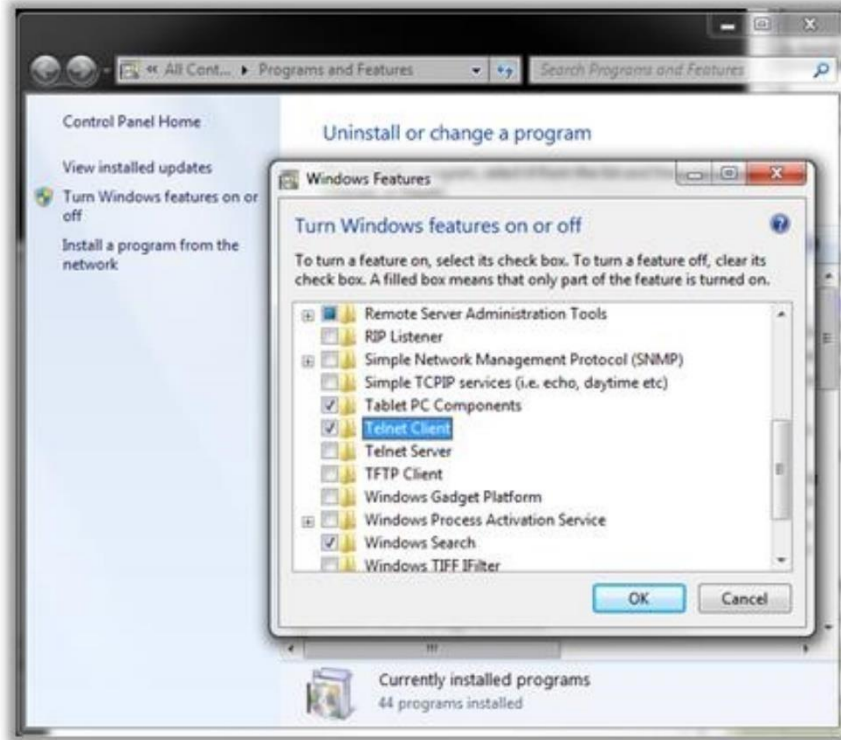 « All Cont... ▸ Programs and Features
Search Programs and Features
Control Panel Home
View installed updates
Turn Windows features on or
off
Install a program from the
network
Uninstall or change a program
Windows Features
Turn Windows features on or off
To turn a feature on, select its check box. To turn a feature off, clear its
check box. A filled box means that only part of the feature is turned on.
Remote Server Administration Tools
RIP Listener
Simple Network Management Protocol (SNMP)
Simple TCPIP services (i.e. echo, daytime etc)
Tablet PC Components
Telnet Client
Telnet Server
TFTP Client
Windows Gadget Platform
Windows Process Activation Service
Windows Search
Windows TIFF IFilter
OK
Cancel
Currently installed programs
44 programs installed